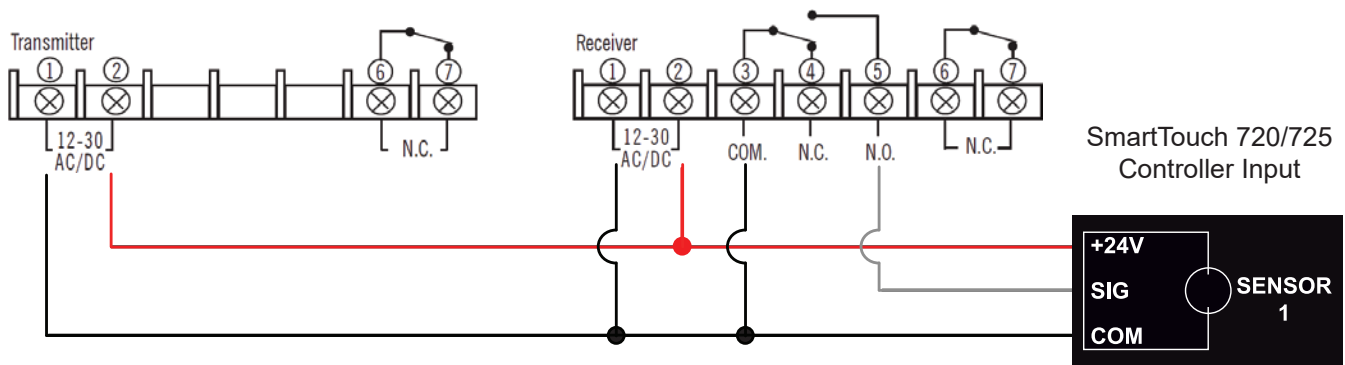 Transmitter
① ② ⑥ ⑦
12-30
AC/DC
N.C.
Receiver
① ② ③ ④ ⑤ ⑥ ⑦
12-30
AC/DC
COM.
N.C.
N.O.
N.C.
SmartTouch 720/725
Controller Input
+24V
SIG
COM
SENSOR
1